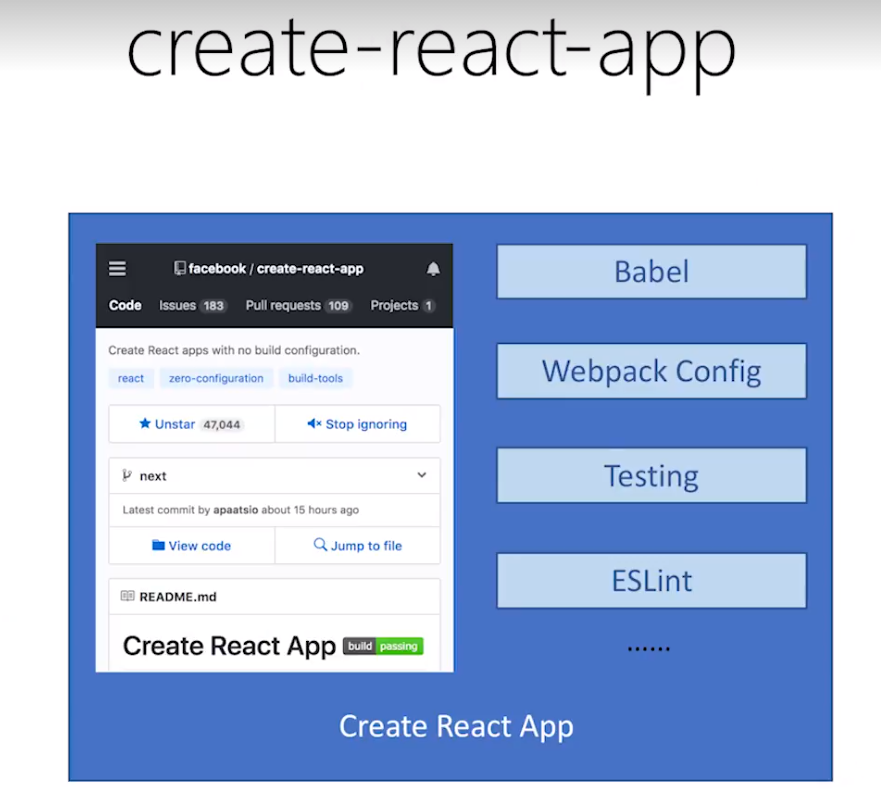 create-react-app
facebook / create-react-app
Code Issues 183 Pull requests 109 Projects 1
Create React apps with no build configuration.
react zero-configuration build-tools
Unstar 47,044 Stop ignoring
next
Latest commit by apaatsio about 15 hours ago
View code Jump to file
README.md
Create React App build passing
Babel
Webpack Config
Testing
ESLint
......
Create React App